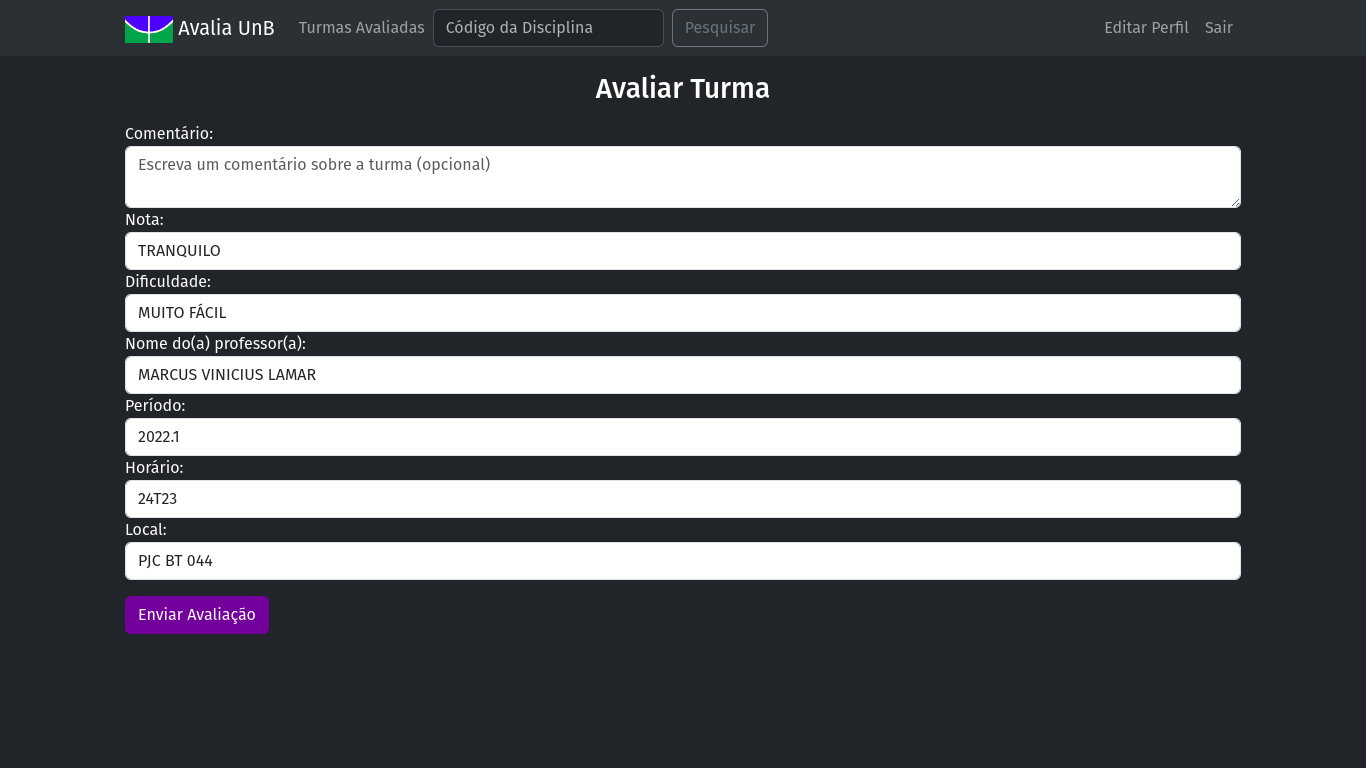 Avalia UnB Turmas Avaliadas Código da Disciplina Pesquisar Editar Perfil Sair
Avaliar Turma
Comentário:
Escreva um comentário sobre a turma (opcional)
Nota:
TRANQUILO
Dificuldade:
MUITO FÁCIL
Nome do(a) professor(a):
MARCUS VINICIUS LAMAR
Período:
2022.1
Horário:
24T23
Local:
PJC BT 044
Enviar Avaliação